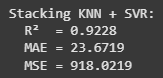 Stacking KNN + SVR:
R² = 0.9228
MAE = 23.6719
MSE = 918.0219